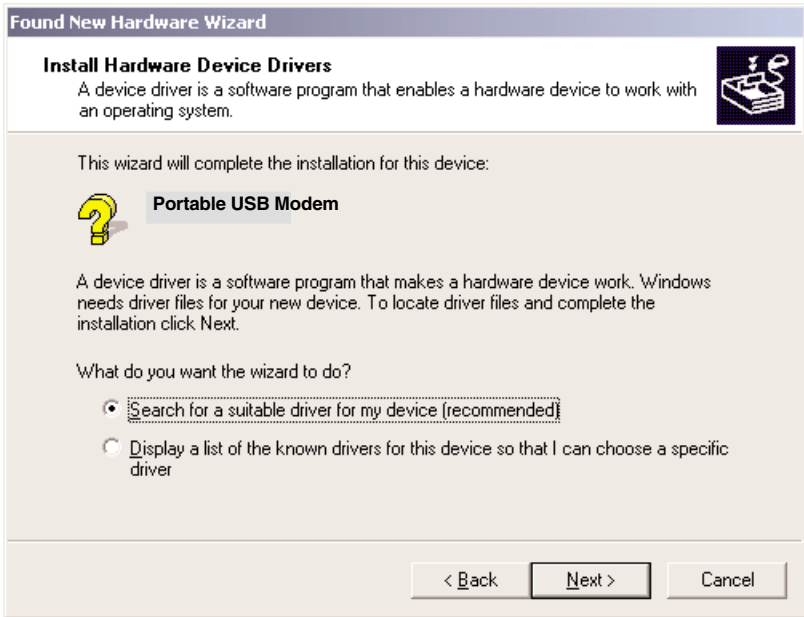 Found New Hardware Wizard
Install Hardware Device Drivers
A device driver is a software program that enables a hardware device to work with
an operating system.
This wizard will complete the installation for this device:
Portable USB Modem
A device driver is a software program that makes a hardware device work. Windows
needs driver files for your new device. To locate driver files and complete the
installation click Next.
What do you want the wizard to do?
Search for a suitable driver for my device (recommended)
Display a list of the known drivers for this device so that I can choose a specific
driver
< Back Next > Cancel